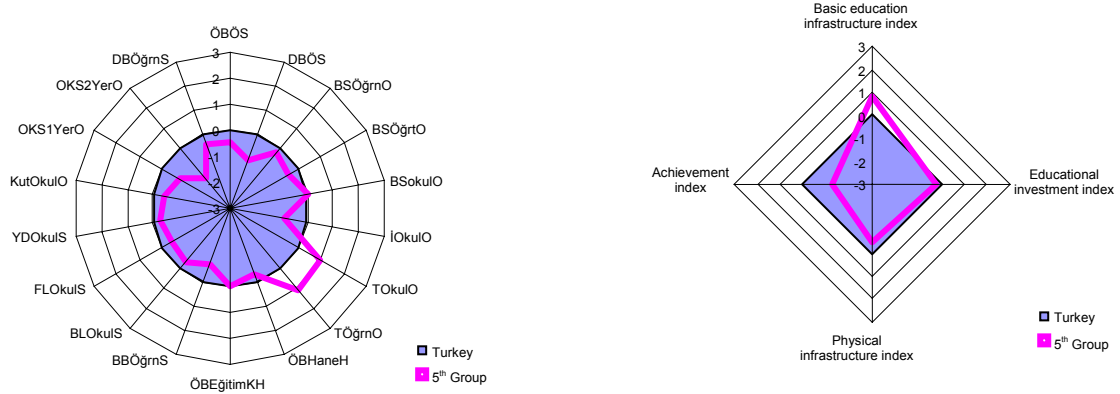 ÖBÖS
DBÖS
BSÖğrnO
BSÖğrtO
BSokulO
İOkulO
TOkulO
TÖğrnO
ÖBHaneH
ÖBEğitimKH
BBÖğrnS
BLOkulS
FLOkulS
YDOkulS
KutOkulO
OKS1YerO
OKS2YerO
DBÖğrnS
3
2
1
0
-1
-2
-3
Turkey
5th Group
Basic education
infrastructure index
3
2
1
0
-1
-2
-3
Achievement
index
Educational
investment index
Physical
infrastructure index
Turkey
5th Group